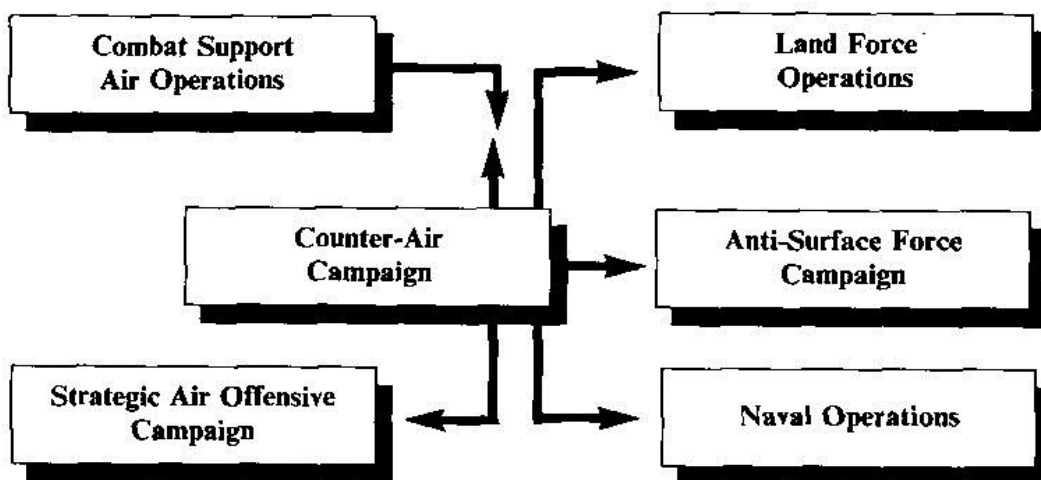 Combat Support
Air Operations
Land Force
Operations
Counter-Air
Campaign
Anti-Surface Force
Campaign
Strategic Air Offensive
Campaign
Naval Operations